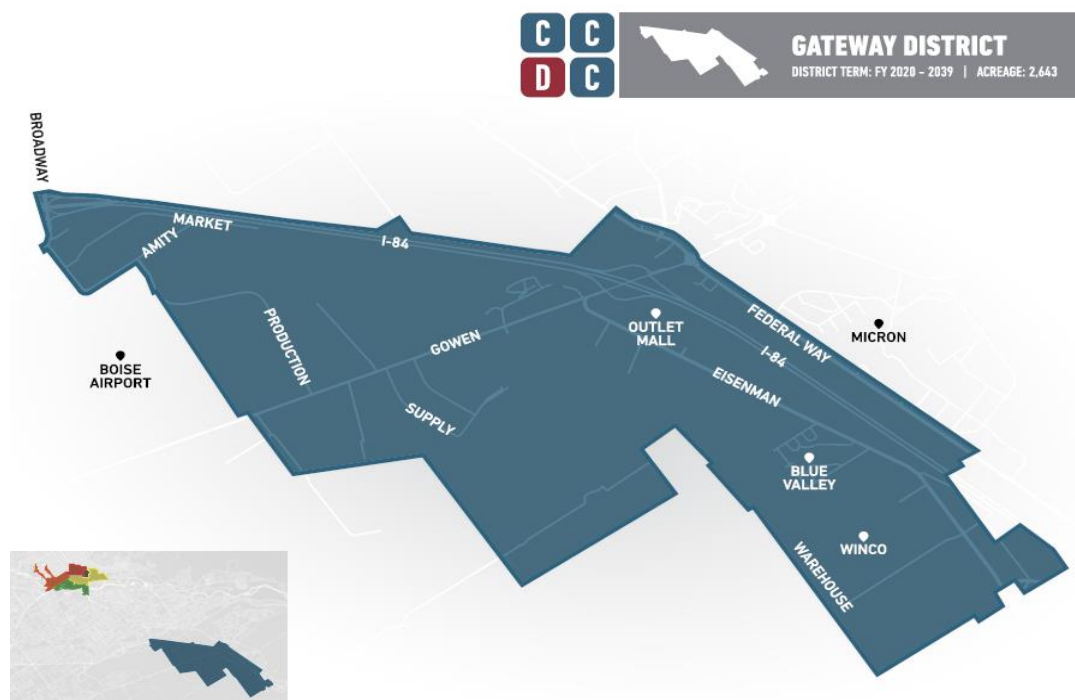 C C
D C
GATEWAY DISTRICT
DISTRICT TERM: FY 2020 – 2039 | ACREAGE: 2,643
BROADWAY
MARKET
AMITY
I-84
PRODUCTION
GOWEN
SUPPLY
BOISE
AIRPORT
OUTLET
MALL
FEDERAL WAY
I-84
MICRON
EISENMAN
BLUE
VALLEY
WINCO
WAREHOUSE